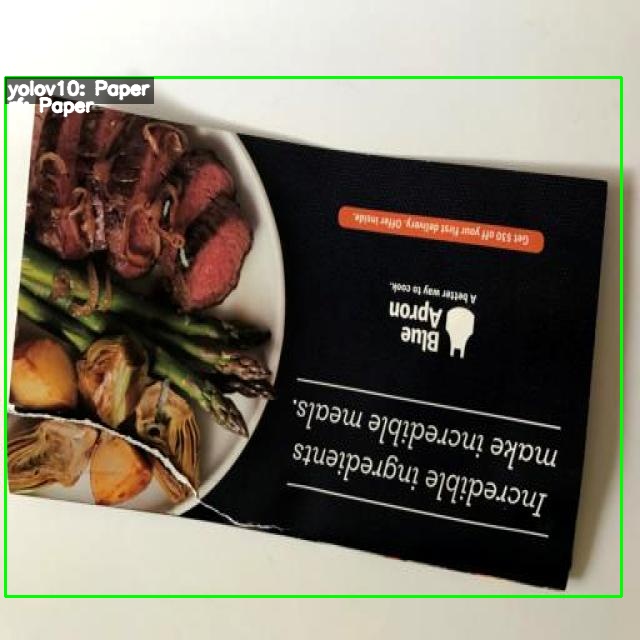 yolov10: Paper
Paper
Incredible ingredients
make incredible meals.
Blue
Apron
A better way to cook.
Get $30 off your first delivery. Offer inside.